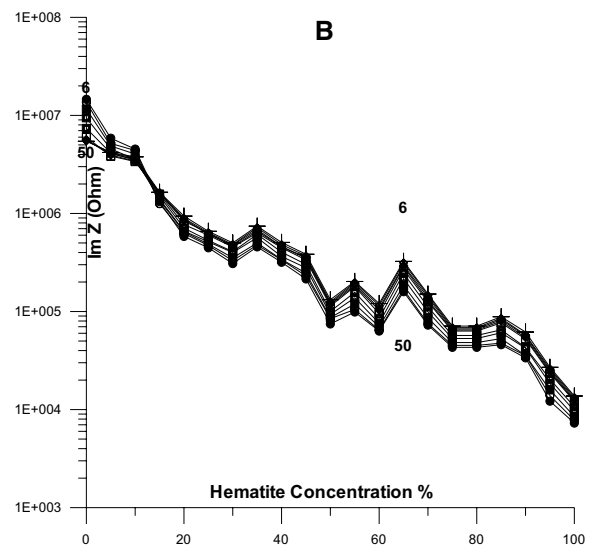 1E+008
B
6
1E+007
50
Im Z (Ohm)
1E+006
6
1E+005
50
1E+004
Hematite Concentration %
1E+003
0 20 40 60 80 100